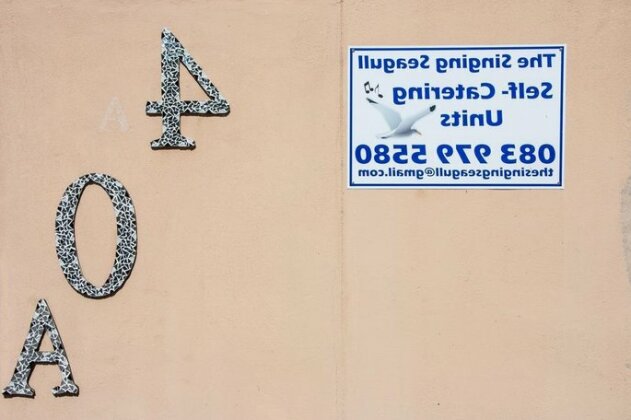 4
0
A
A
The Singing Seagull
Self- Catering
Units
083 979 5580
thesingingseagull@gmail.com